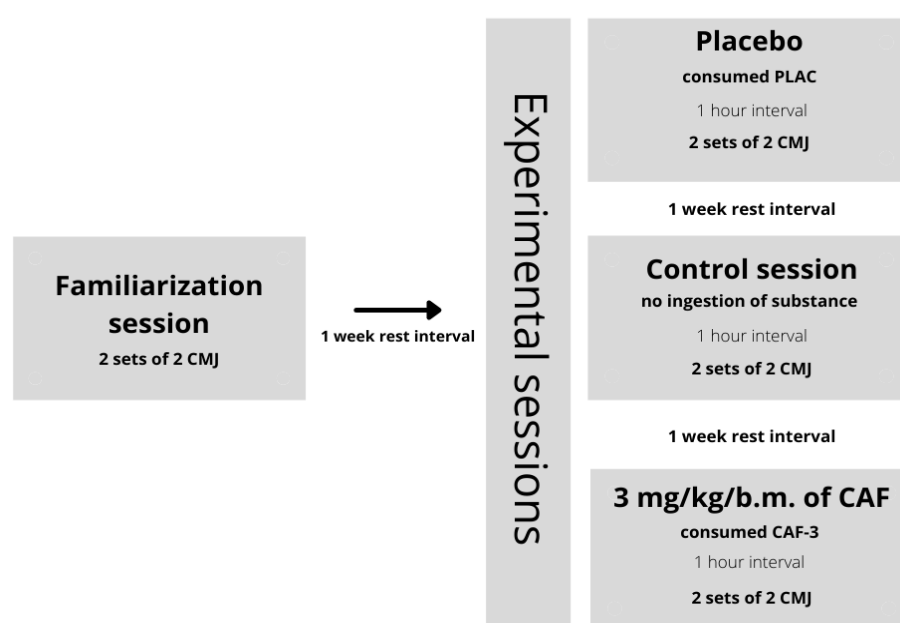 Familiarization
session
2 sets of 2 CMJ
1 week rest interval
Experimental sessions
Placebo
consumed PLAC
1 hour interval
2 sets of 2 CMJ
1 week rest interval
Control session
no ingestion of substance
1 hour interval
2 sets of 2 CMJ
1 week rest interval
3 mg/kg/b.m. of CAF
consumed CAF-3
1 hour interval
2 sets of 2 CMJ